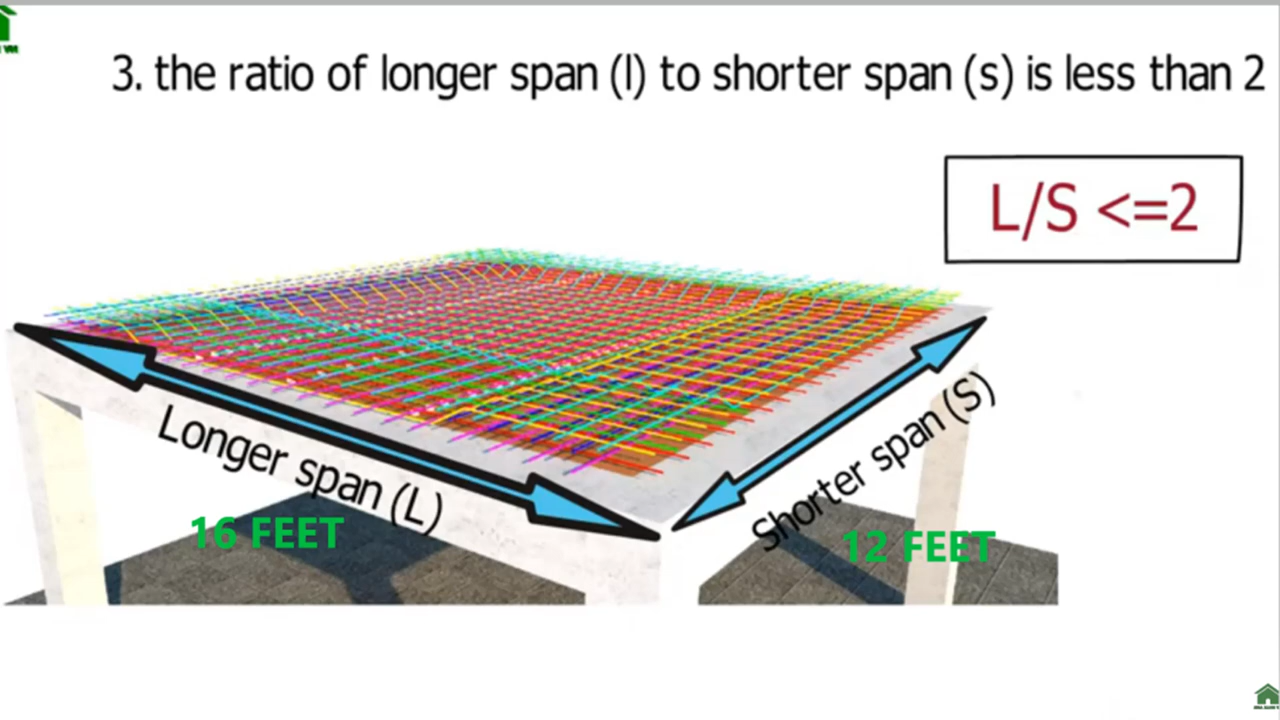 3. the ratio of longer span (l) to shorter span (s) is less than 2
L/S <=2
Longer span (L)
Shorter span (S)
16 FEET
12 FEET